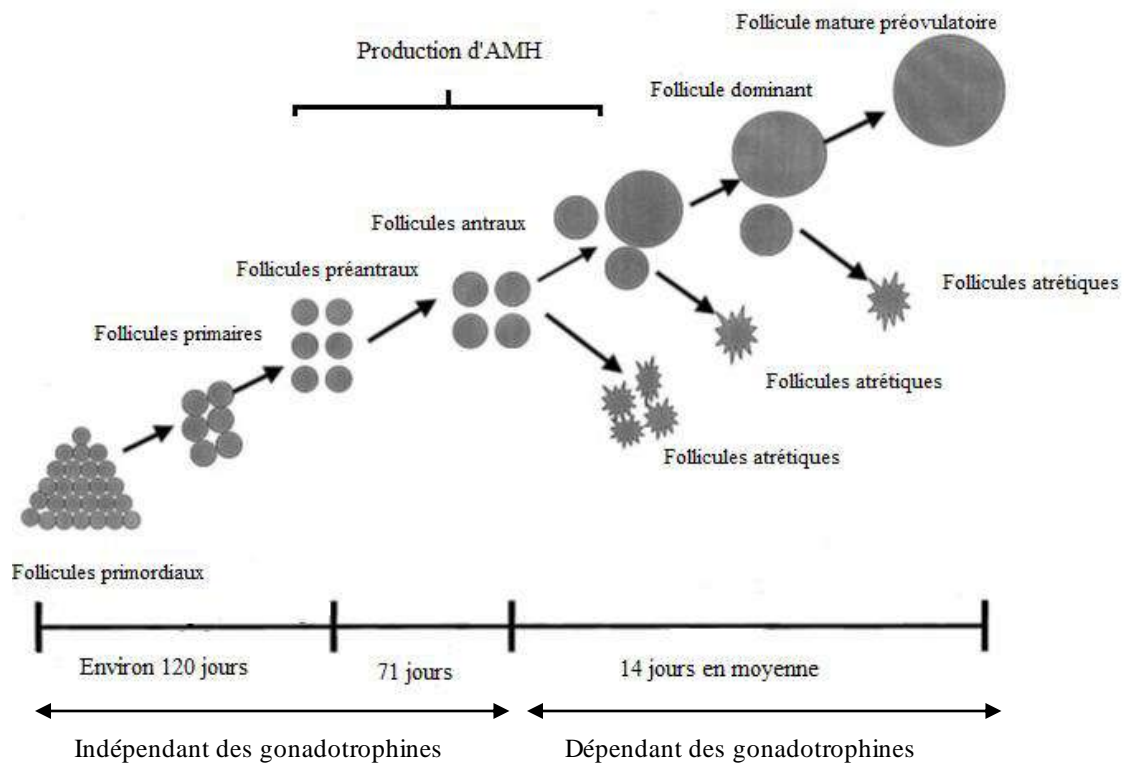 Follicule mature préovulatoire
Production d'AMH
Follicule dominant
Follicules antraux
Follicules préantraux
Follicules atrétiques
Follicules primaires
Follicules atrétiques
Follicules atrétiques
Follicules primordiaux
Environ 120 jours
71 jours
14 jours en moyenne
Indépendant des gonadotrophines
Dépendant des gonadotrophines